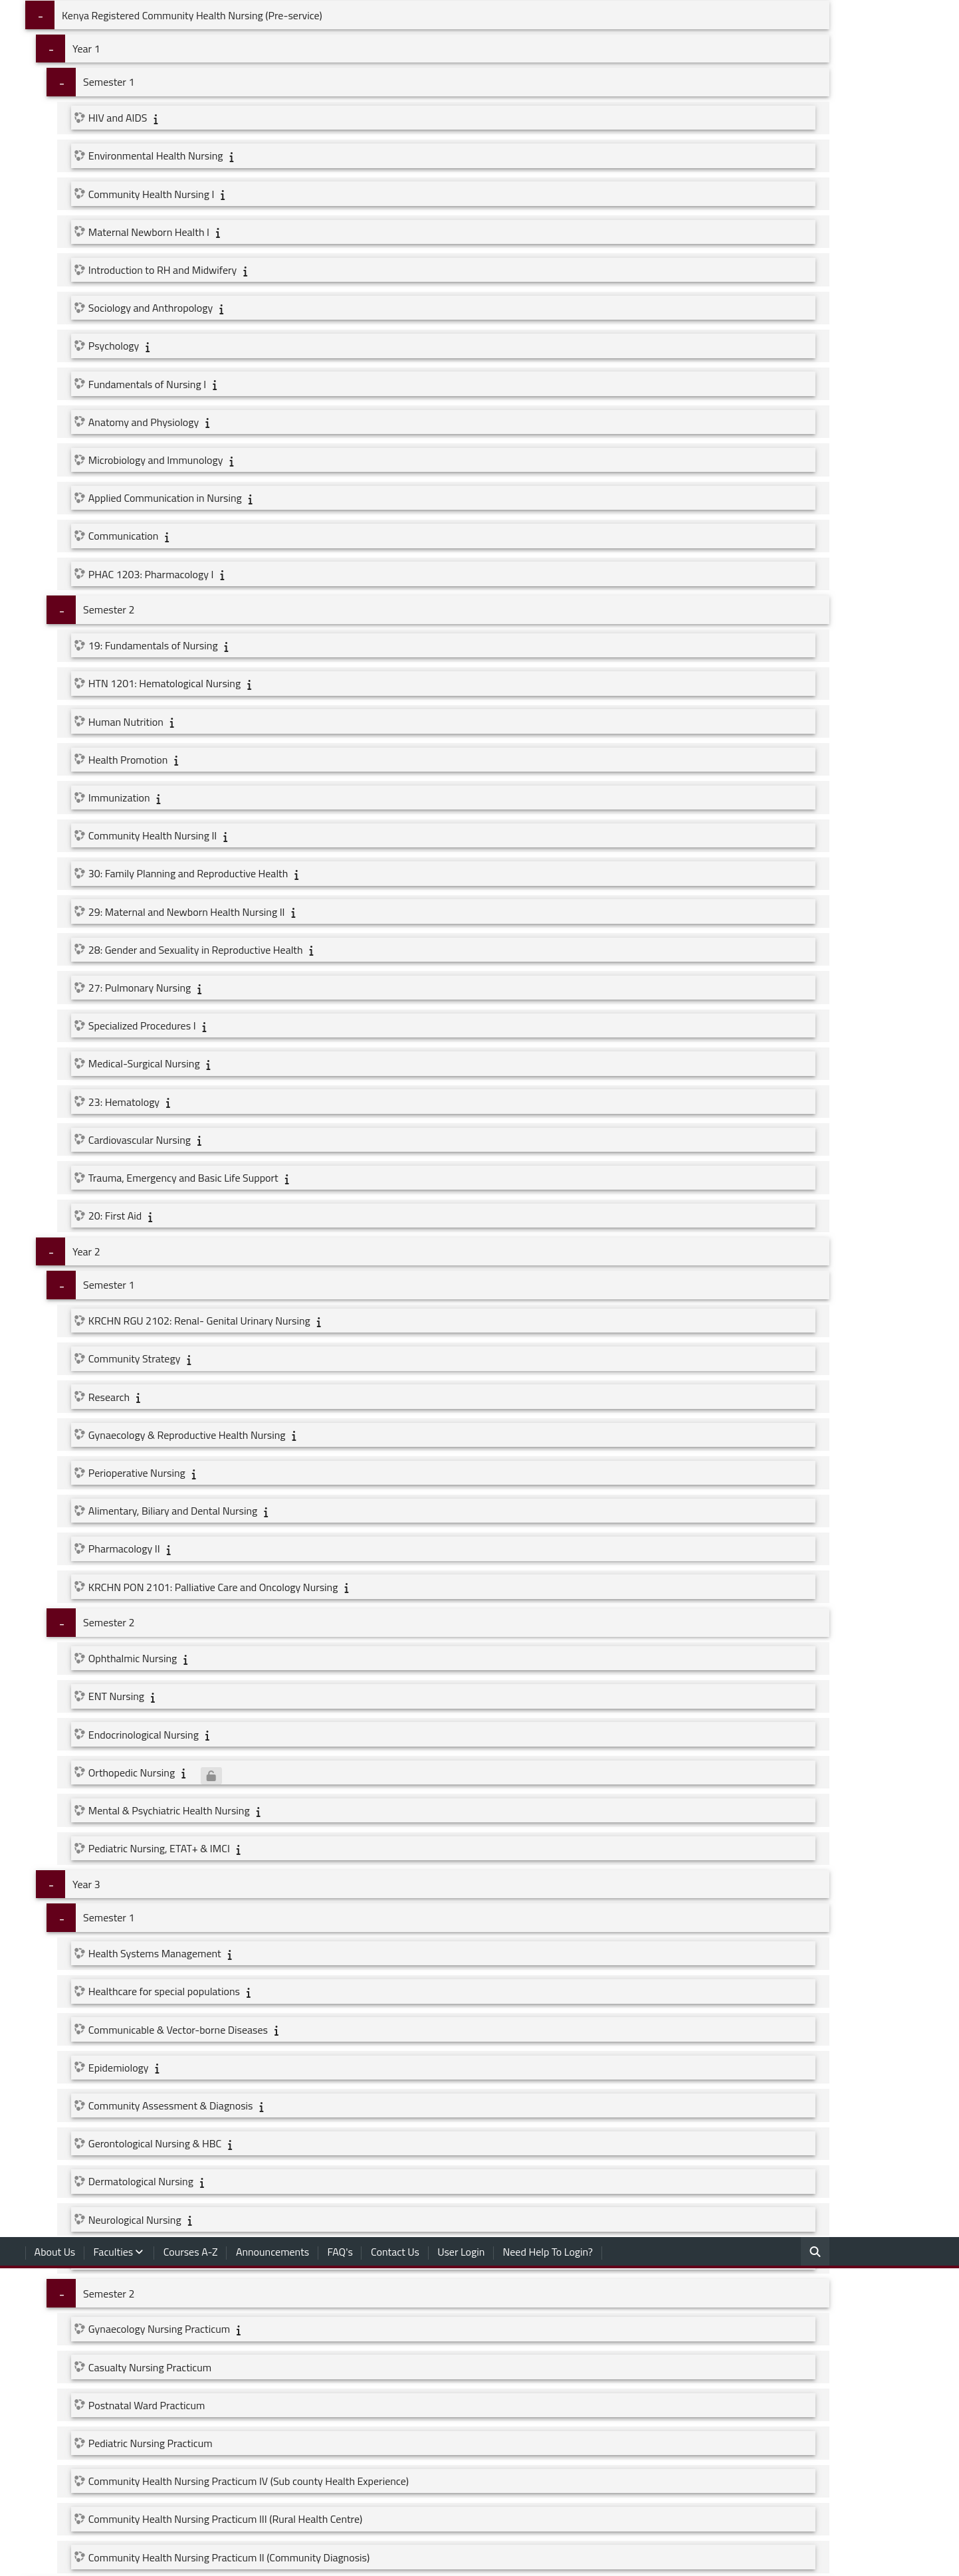 - Kenya Registered Community Health Nursing (Pre-service)
- Year 1
- Semester 1
HIV and AIDS
Environmental Health Nursing
Community Health Nursing I
Maternal Newborn Health I
Introduction to RH and Midwifery
Sociology and Anthropology
Psychology
Fundamentals of Nursing I
Anatomy and Physiology
Microbiology and Immunology
Applied Communication in Nursing
Communication
PHAC 1203: Pharmacology I
- Semester 2
19: Fundamentals of Nursing
HTN 1201: Hematological Nursing
Human Nutrition
Health Promotion
Immunization
Community Health Nursing II
30: Family Planning and Reproductive Health
29: Maternal and Newborn Health Nursing II
28: Gender and Sexuality in Reproductive Health
27: Pulmonary Nursing
Specialized Procedures I
Medical-Surgical Nursing
23: Hematology
Cardiovascular Nursing
Trauma, Emergency and Basic Life Support
20: First Aid
- Year 2
- Semester 1
KRCHN RGU 2102: Renal- Genital Urinary Nursing
Community Strategy
Research
Gynaecology & Reproductive Health Nursing
Perioperative Nursing
Alimentary, Biliary and Dental Nursing
Pharmacology II
KRCHN PON 2101: Palliative Care and Oncology Nursing
- Semester 2
Ophthalmic Nursing
ENT Nursing
Endocrinological Nursing
Orthopedic Nursing
Mental & Psychiatric Health Nursing
Pediatric Nursing, ETAT+ & IMCI
- Year 3
- Semester 1
Health Systems Management
Healthcare for special populations
Communicable & Vector-borne Diseases
Epidemiology
Community Assessment & Diagnosis
Gerontological Nursing & HBC
Dermatological Nursing
Neurological Nursing
About Us Faculties Courses A-Z Announcements FAQ's Contact Us User Login Need Help To Login?
- Semester 2
Gynaecology Nursing Practicum
Casualty Nursing Practicum
Postnatal Ward Practicum
Pediatric Nursing Practicum
Community Health Nursing Practicum IV (Sub county Health Experience)
Community Health Nursing Practicum III (Rural Health Centre)
Community Health Nursing Practicum II (Community Diagnosis)